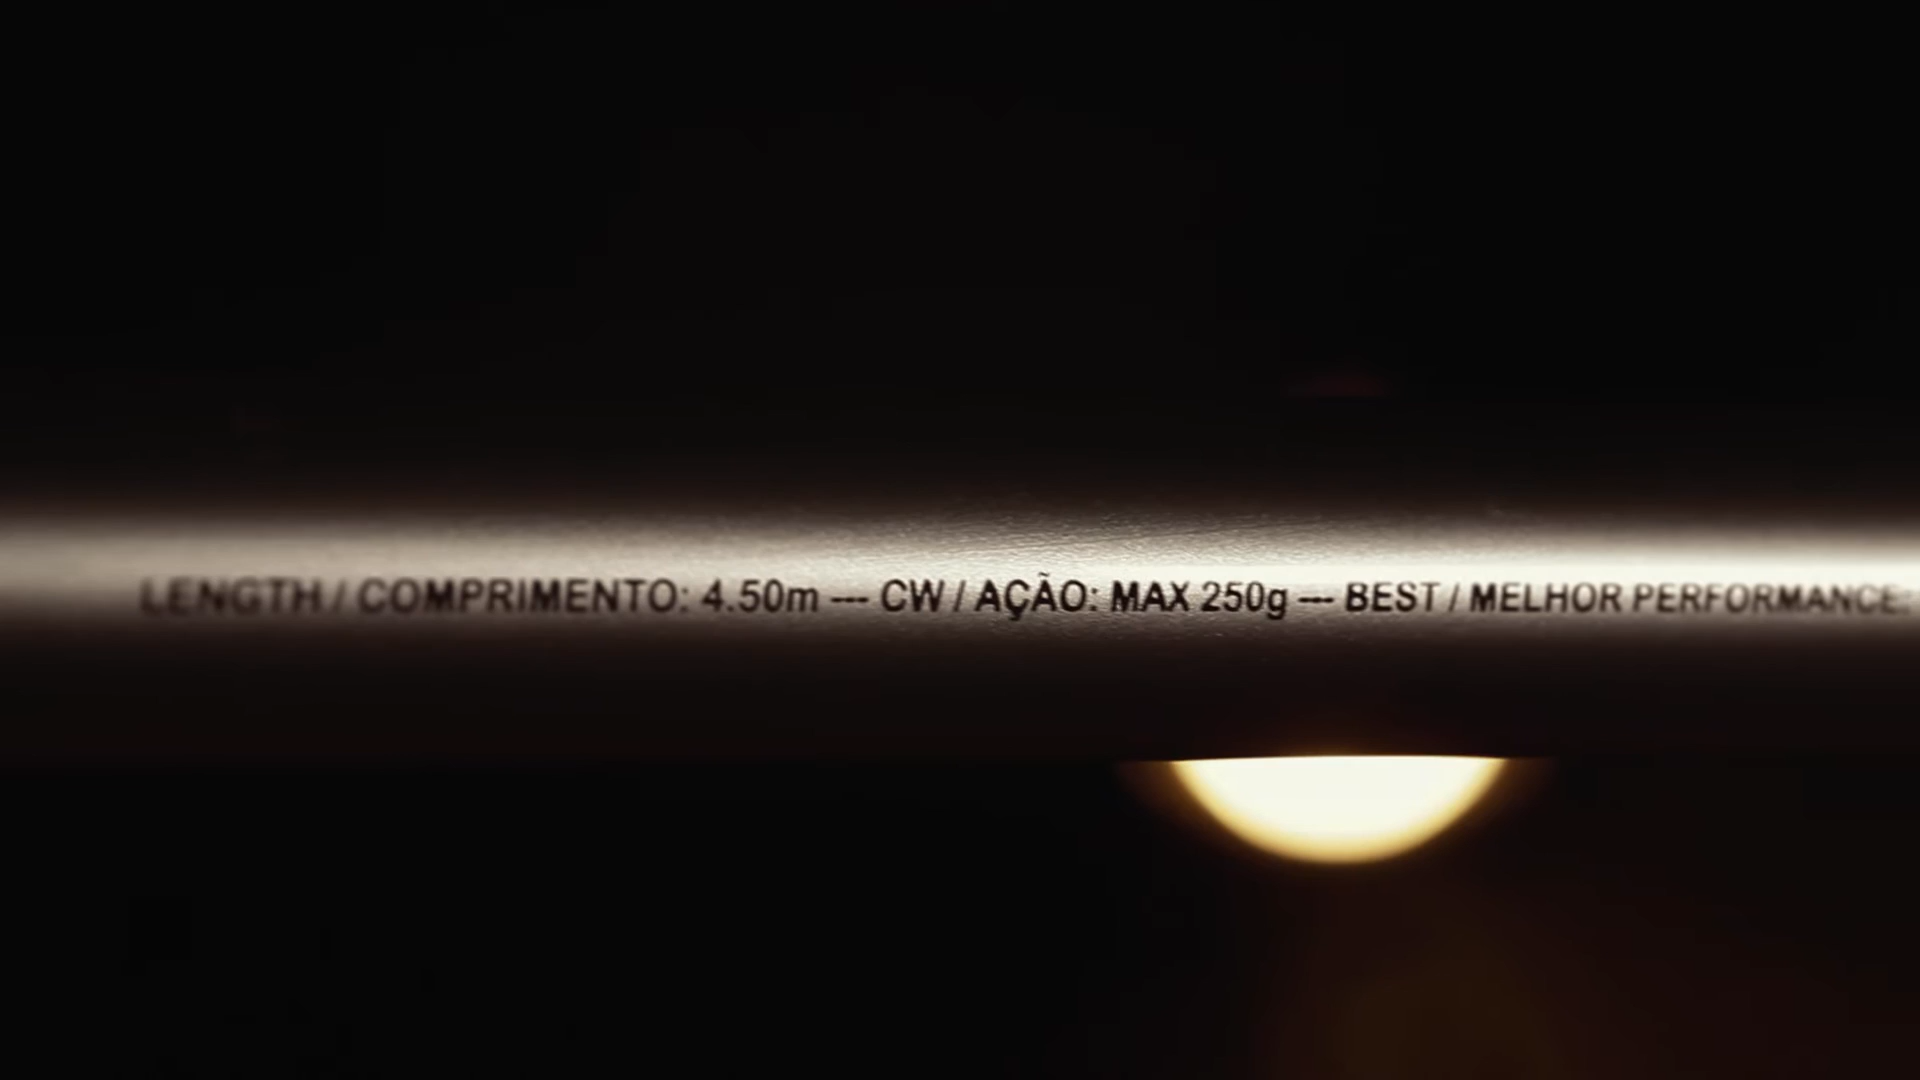 LENGTH / COMPRIMENTO: 4.50m --- CW / AÇÃO: MAX 250g --- BEST / MELHOR PERFORMANCE: